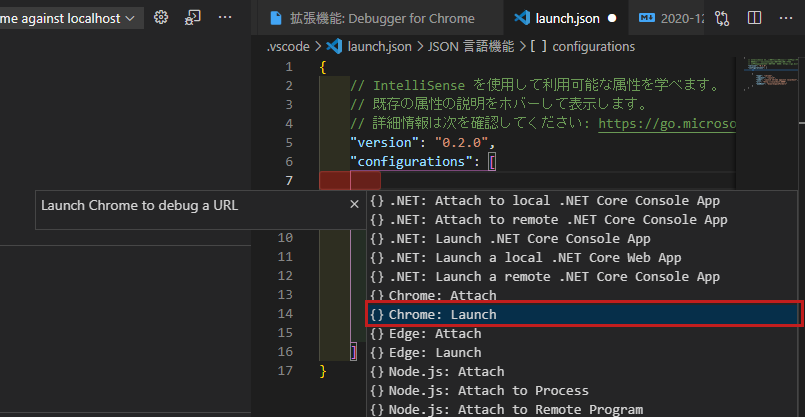 me against localhost
拡張機能: Debugger for Chrome
launch.json
2020-12
.vscode > launch.json > JSON 言語機能 > [ ] configurations
1 {
2 // IntelliSense を使用して利用可能な属性を学べます。
3 // 既存の属性の説明をホバーして表示します。
4 // 詳細情報は次を確認してください: https://go.microso
5 "version": "0.2.0",
6 "configurations": [
7
Launch Chrome to debug a URL
{} .NET: Attach to local .NET Core Console App
{} .NET: Attach to remote .NET Core Console App
10 {} .NET: Launch .NET Core Console App
11 {} .NET: Launch a local .NET Core Web App
12 {} .NET: Launch a remote .NET Core Console App
13 {} Chrome: Attach
14 {} Chrome: Launch
15 {} Edge: Attach
16 ] {} Edge: Launch
17 } {} Node.js: Attach
{} Node.js: Attach to Process
{} Node.js: Attach to Remote Program